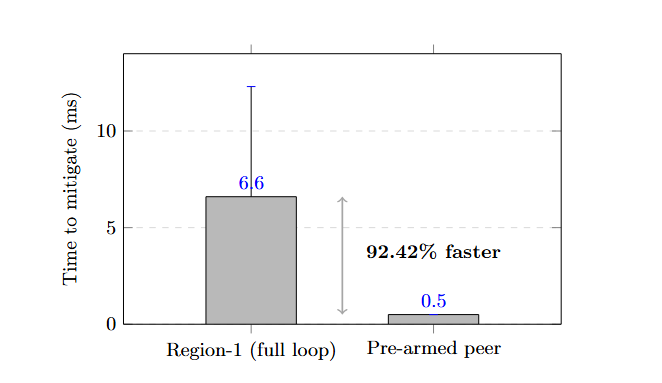 Time to mitigate (ms)
10
5
0
6.6
92.42% faster
0.5
Region-1 (full loop)
Pre-armed peer